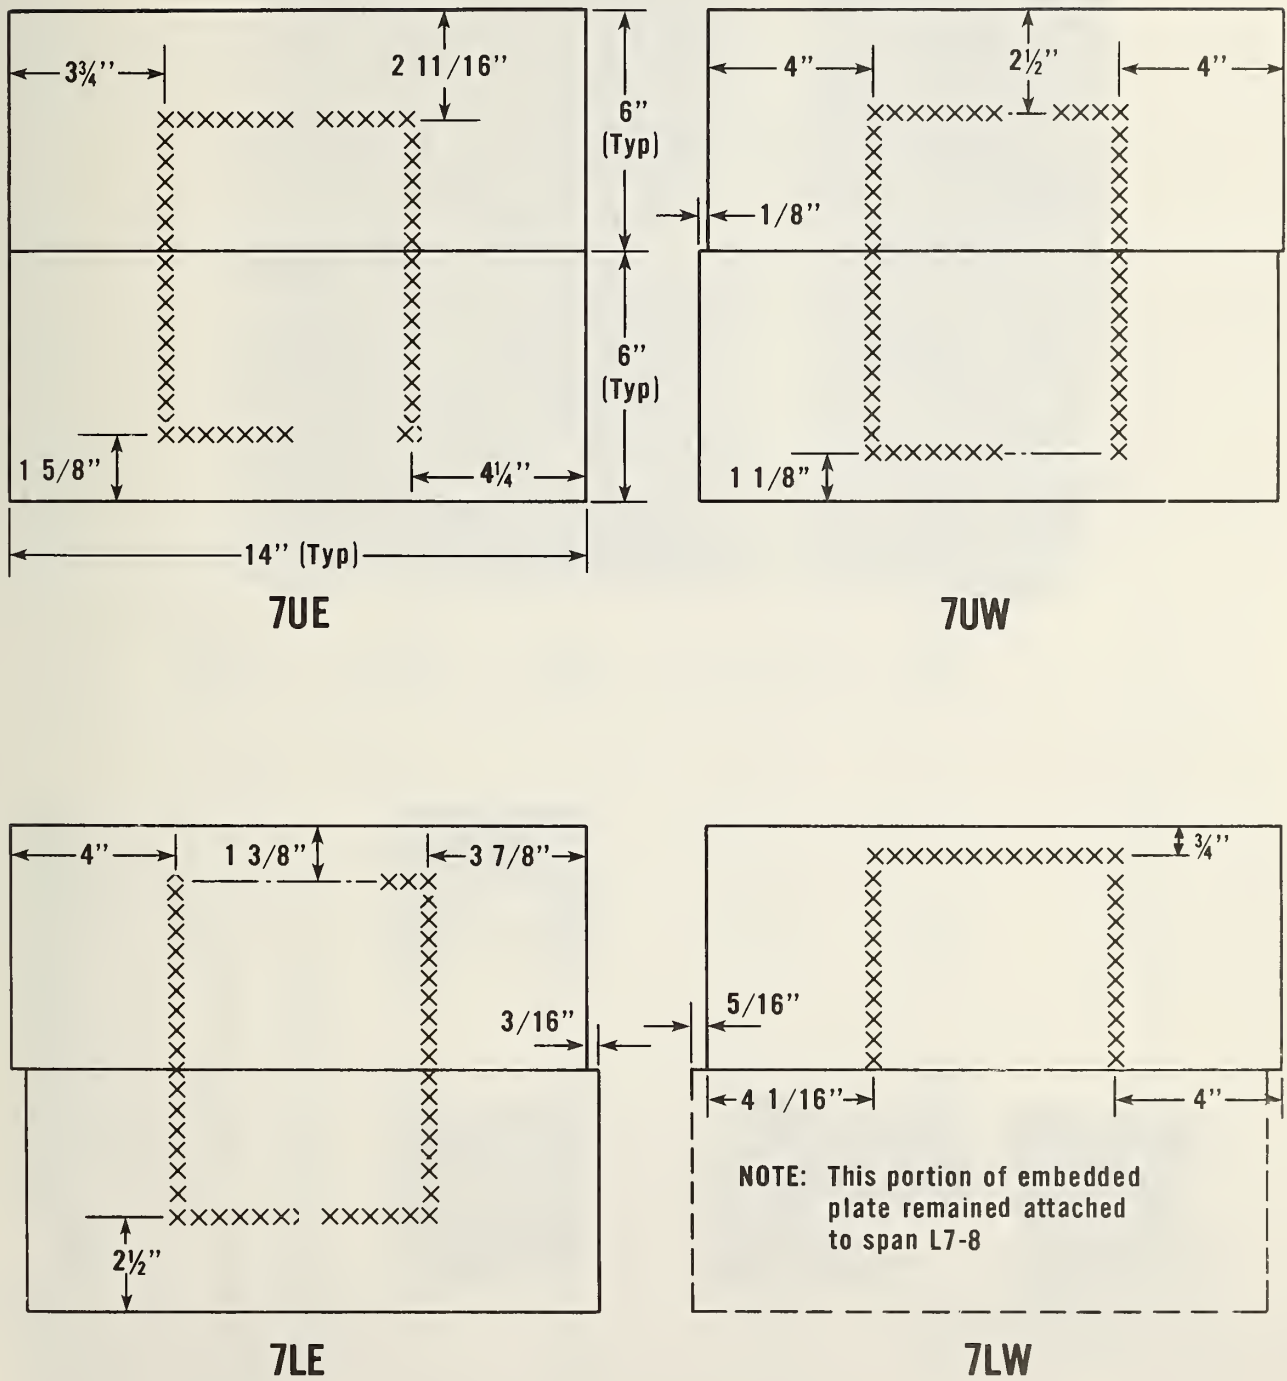 3¾"
2 11/16"
6"
(Typ)
6"
(Typ)
1 5/8"
4¼"
14" (Typ)
7UE
4"
2½"
4"
1/8"
1 1/8"
7UW
4"
1 3/8"
3 7/8"
3/16"
2½"
7LE
¾"
5/16"
4 1/16"
4"
NOTE: This portion of embedded
plate remained attached
to span L7-8
7LW